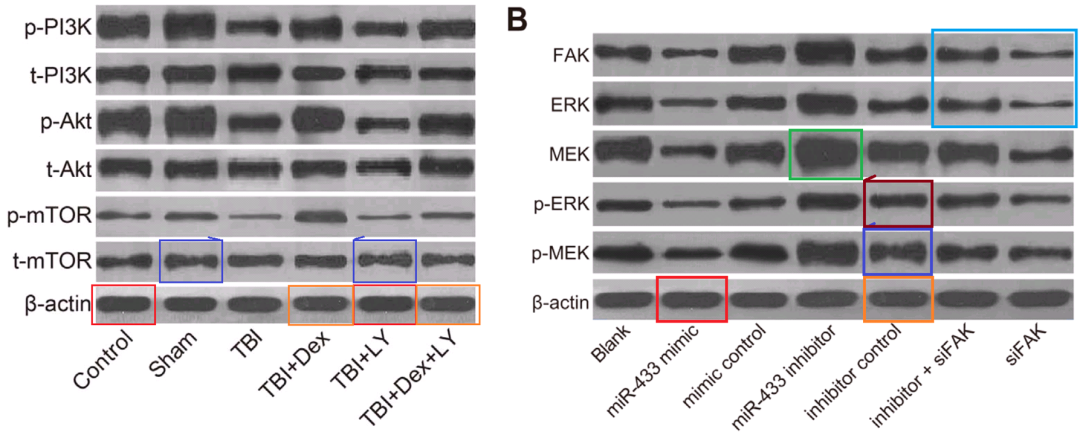 p-PI3K
t-PI3K
p-Akt
t-Akt
p-mTOR
t-mTOR
β-actin
Control
Sham
TBI
TBI+Dex
TBI+LY
TBI+Dex+LY
B
FAK
ERK
MEK
p-ERK
p-MEK
β-actin
Blank
miR-433 mimic
mimic control
miR-433 inhibitor
inhibitor control
inhibitor + siFAK
siFAK